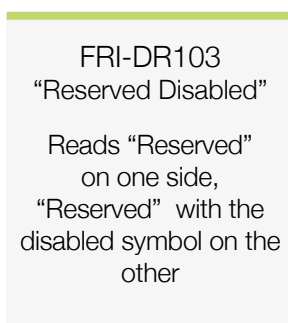 FRI-DR103
“Reserved Disabled”
Reads “Reserved”
on one side,
“Reserved” with the
disabled symbol on the
other